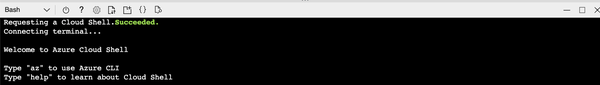 Bash
Requesting a Cloud Shell.Succeeded.
Connecting terminal...
Welcome to Azure Cloud Shell
Type "az" to use Azure CLI
Type "help" to learn about Cloud Shell